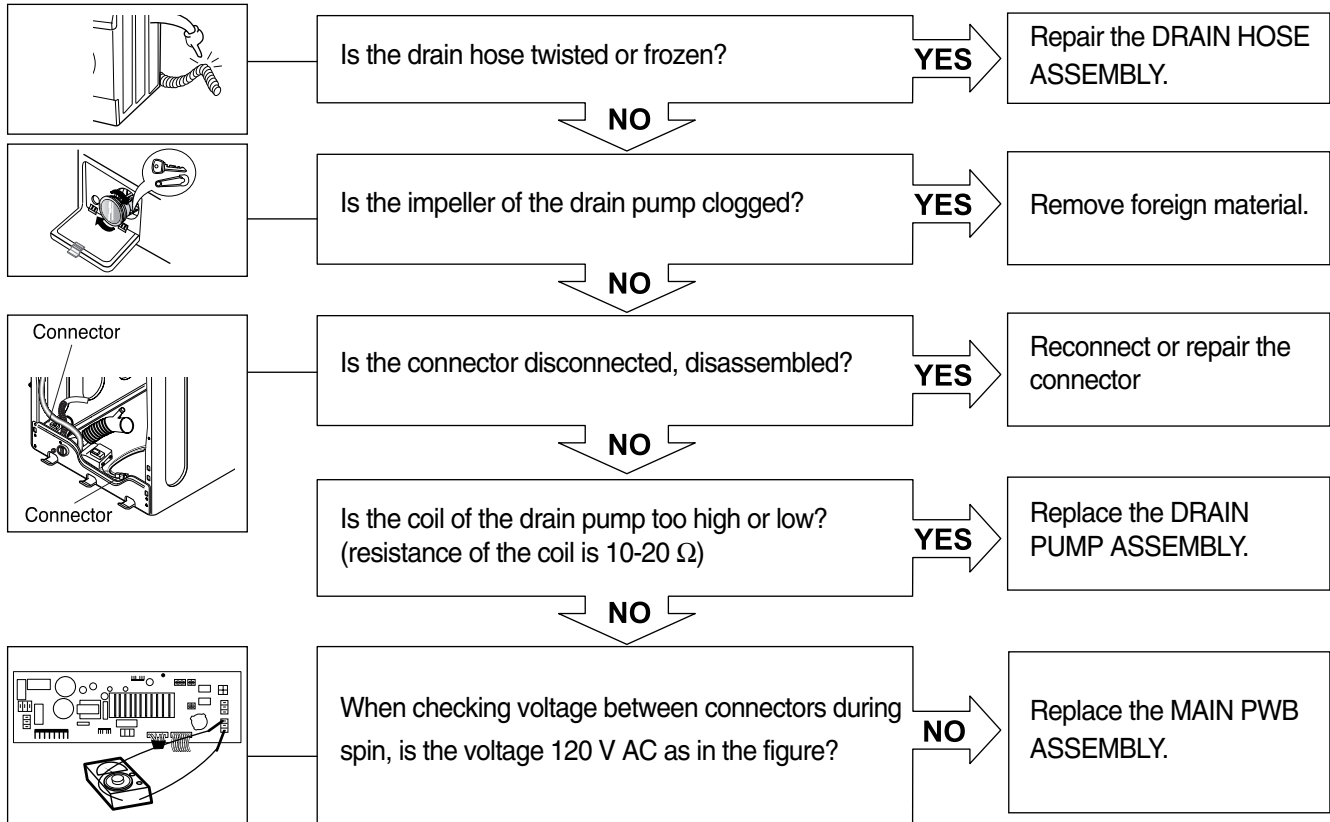 Is the drain hose twisted or frozen?
YES
Repair the DRAIN HOSE
ASSEMBLY.
NO
Is the impeller of the drain pump clogged?
YES
Remove foreign material.
NO
Connector
Connector
Is the connector disconnected, disassembled?
YES
Reconnect or repair the
connector
NO
Is the coil of the drain pump too high or low?
(resistance of the coil is 10-20 Ω)
YES
Replace the DRAIN
PUMP ASSEMBLY.
NO
When checking voltage between connectors during
spin, is the voltage 120 V AC as in the figure?
NO
Replace the MAIN PWB
ASSEMBLY.